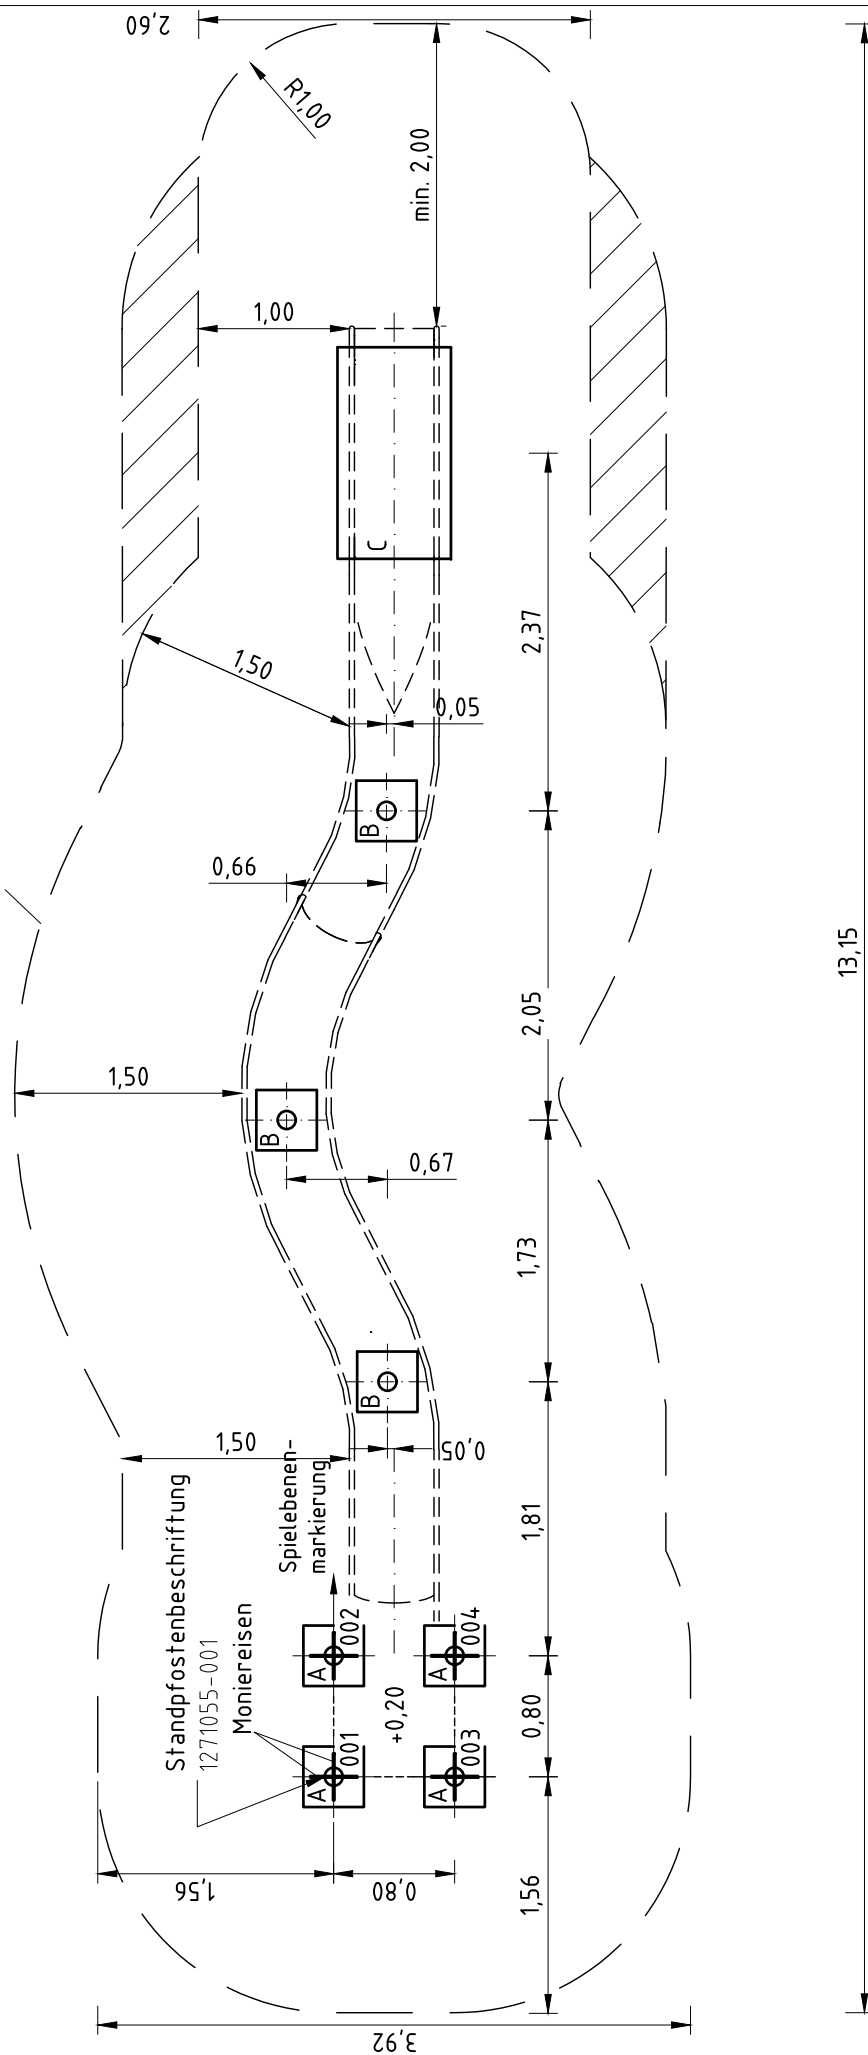 2,60
R1,00
min. 2,00
1,00
C
2,37
1,50
0,05
B
0,66
13,15
2,05
1,50
B
0,67
1,73
B
1,50
0,05
Spielebenen-
markierung
1,81
Standpfostenbeschriftung
1271055-001
Moniereisen
A
002
A
004
+0,20
0,80
A
001
A
003
1,56
0,80
1,56
3,92